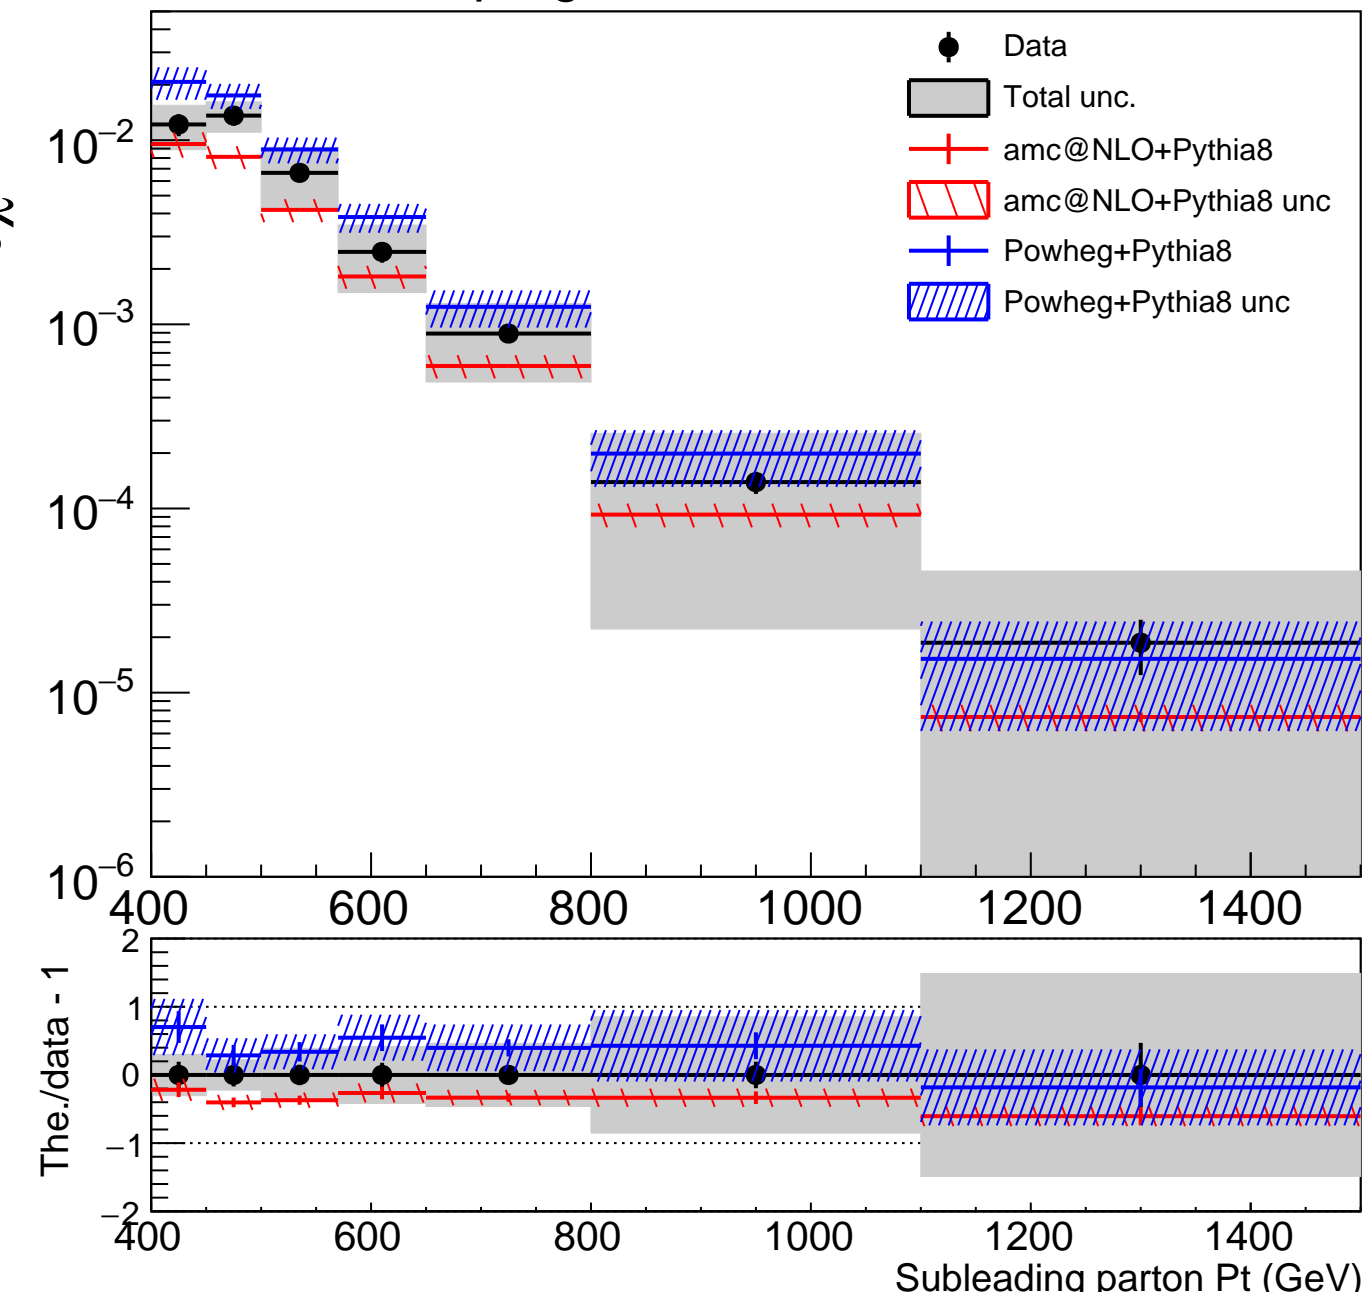 Data
Total unc.
amc@NLO+Pythia8
amc@NLO+Pythia8 unc
Powheg+Pythia8
Powheg+Pythia8 unc
10⁻²
10⁻³
10⁻⁴
10⁻⁵
10⁻⁶
400 600 800 1000 1200 1400
The./data - 1
2
1
0
−1
−2
400 600 800 1000 1200 1400
Subleading parton Pt (GeV)